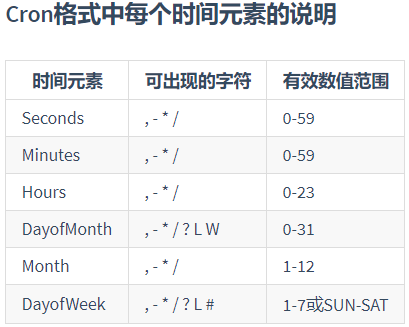 Cron格式中每个时间元素的说明
时间元素 可出现的字符 有效数值范围
Seconds , - * / 0-59
Minutes , - * / 0-59
Hours , - * / 0-23
DayofMonth , - * / ? L W 0-31
Month , - * / 1-12
DayofWeek , - * / ? L # 1-7或SUN-SAT